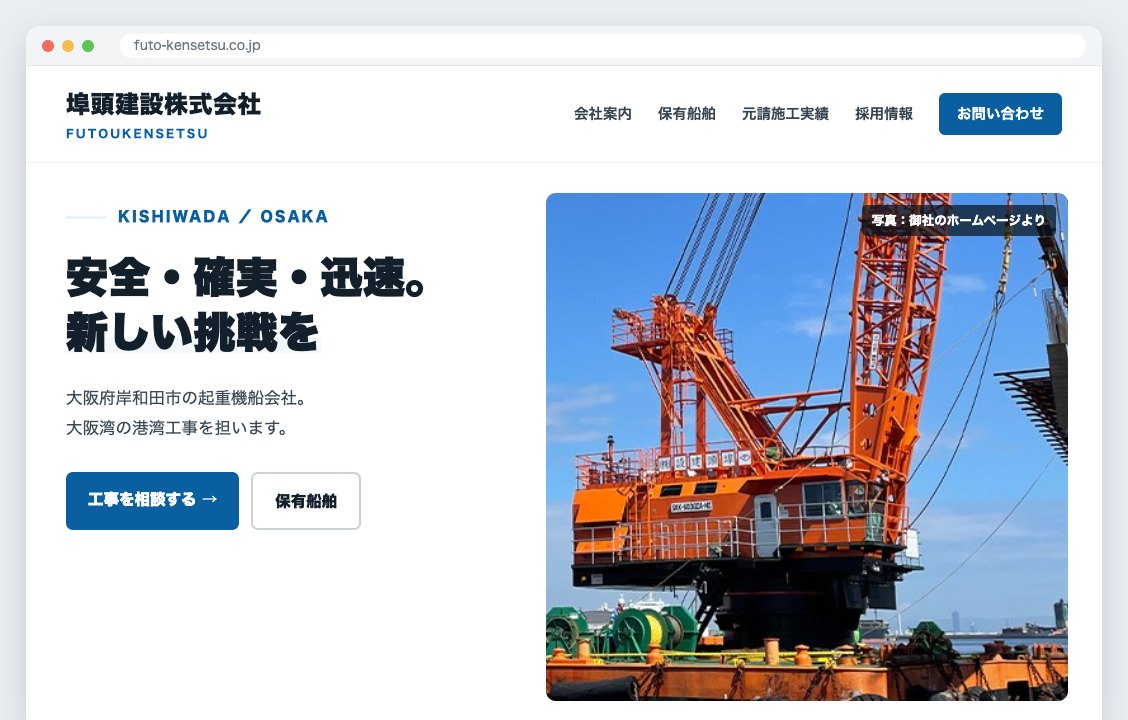 futo-kensetsu.co.jp
埠頭建設株式会社
FUTOUKENSETSU
会社案内
保有船舶
元請施工実績
採用情報
お問い合わせ
KISHIWADA / OSAKA
安全・確実・迅速。
新しい挑戦を
大阪府岸和田市の起重機船会社。
大阪湾の港湾工事を担います。
工事を相談する →
保有船舶
写真：御社のホームページより